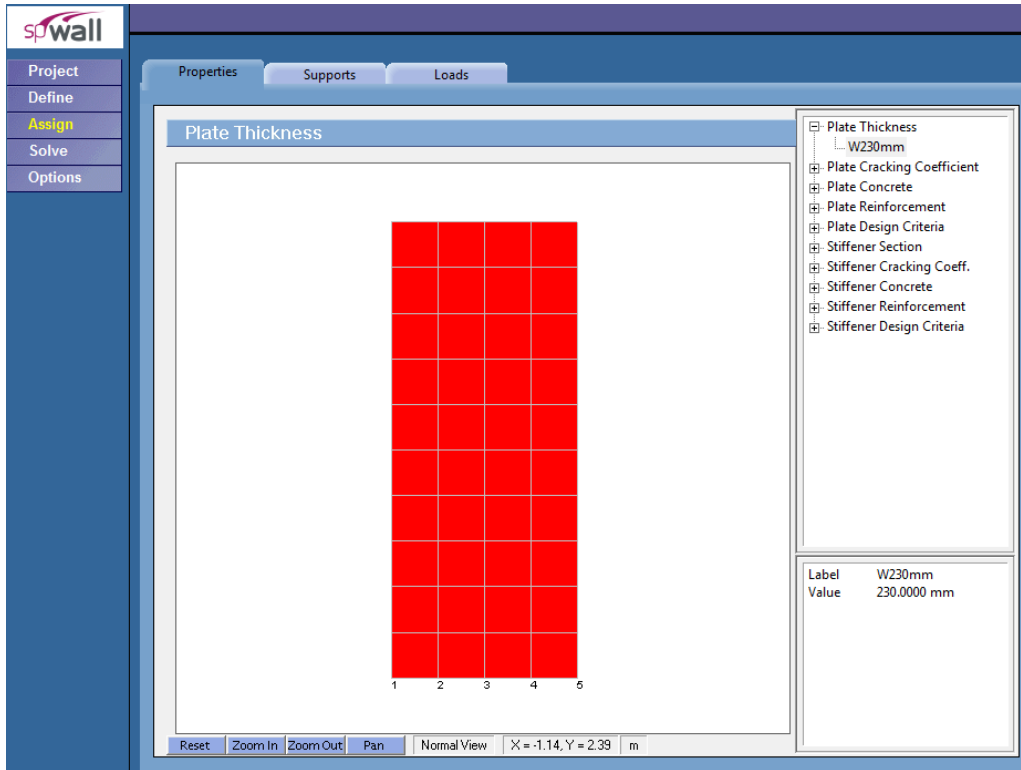 spwall
Project
Define
Assign
Solve
Options
Properties Supports Loads
Plate Thickness
1 2 3 4 5
Reset Zoom In Zoom Out Pan Normal View X = -1.14, Y = 2.39 m
Plate Thickness
W230mm
Plate Cracking Coefficient
Plate Concrete
Plate Reinforcement
Plate Design Criteria
Stiffener Section
Stiffener Cracking Coeff.
Stiffener Concrete
Stiffener Reinforcement
Stiffener Design Criteria
Label W230mm
Value 230.0000 mm